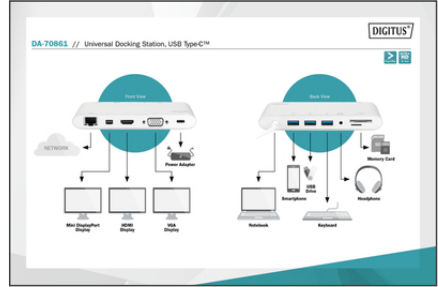 DIGITUS®
DA-70861 // Universal Docking Station, USB Type-C™
HD
Front View
Back View
NETWORK
Power Adapter
Mini DisplayPort
Display
HDMI
Display
VGA
Display
Memory Card
Smartphone
USB
Drive
Headphone
Notebook
Keyboard